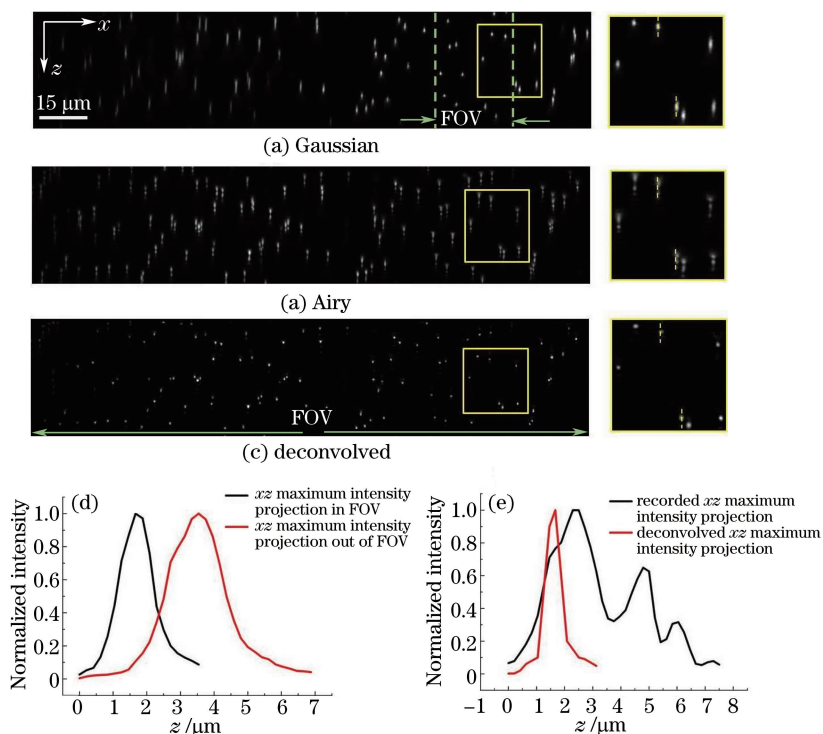 x
z
15 μm
FOV
(a) Gaussian
(a) Airy
FOV
(c) deconvolved
(d)
xz maximum intensity
projection in FOV
xz maximum intensity
projection out of FOV
Normalized intensity
1.0
0.8
0.6
0.4
0.2
0
0 1 2 3 4 5 6 7
z /μm
(e)
recorded xz maximum
intensity projection
deconvolved xz maximum
intensity projection
Normalized intensity
1.0
0.8
0.6
0.4
0.2
0
−1 0 1 2 3 4 5 6 7 8
z /μm